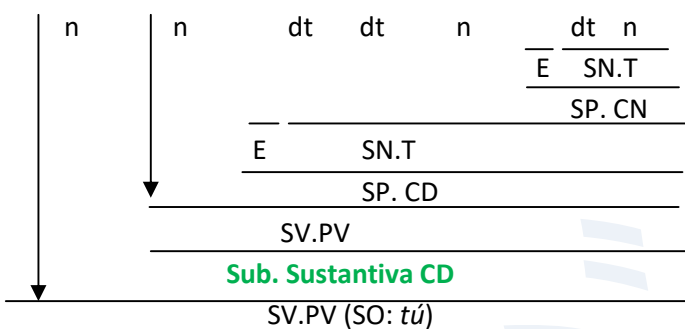 n n dt dt n dt n
E SN.T
SP. CN
E SN.T
SP. CD
SV.PV
Sub. Sustantiva CD
SV.PV (SO: tú)